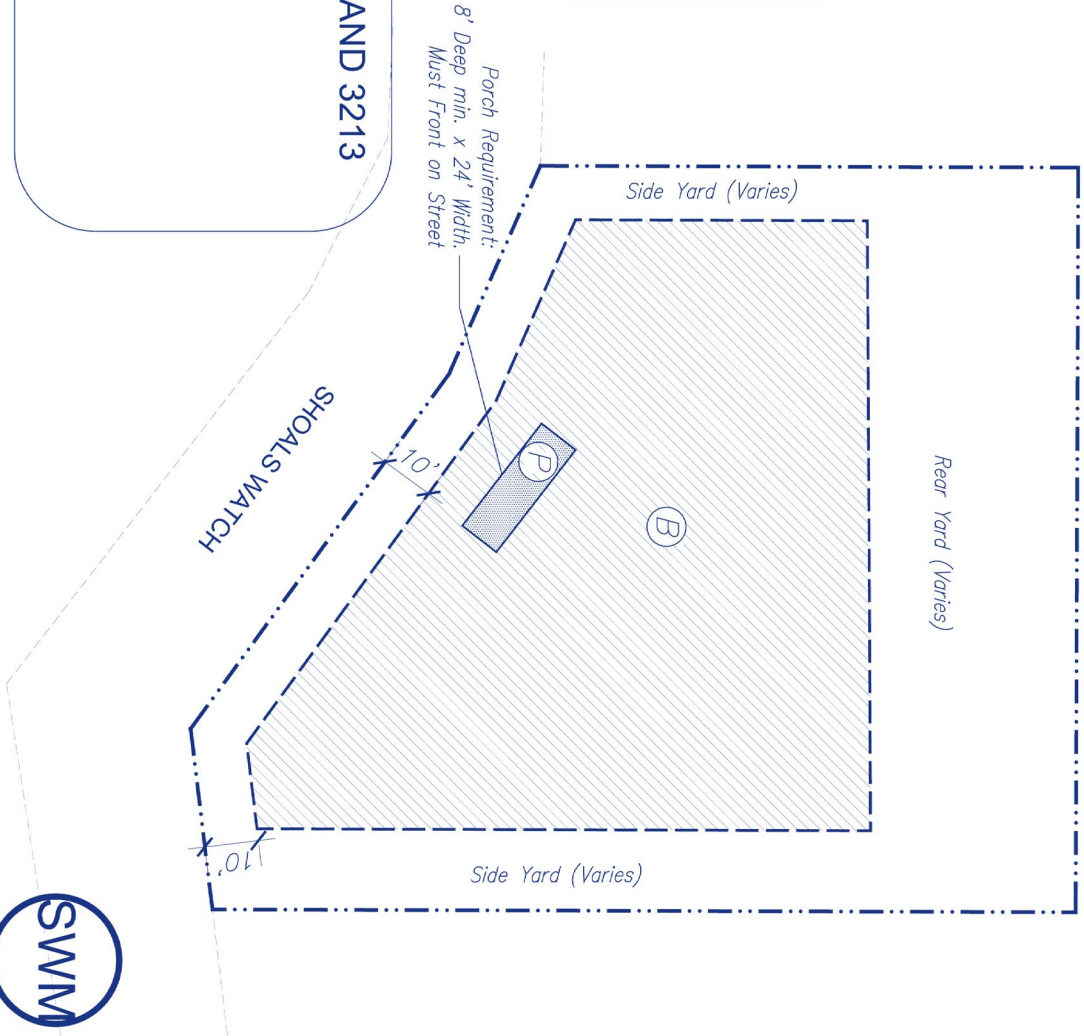 AND 3213
Porch Requirement:
8' Deep min. x 24' Width.
Must Front on Street
Side Yard (Varies)
SHOALS WATCH
10'
P
B
Rear Yard (Varies)
10'
Side Yard (Varies)
SWM